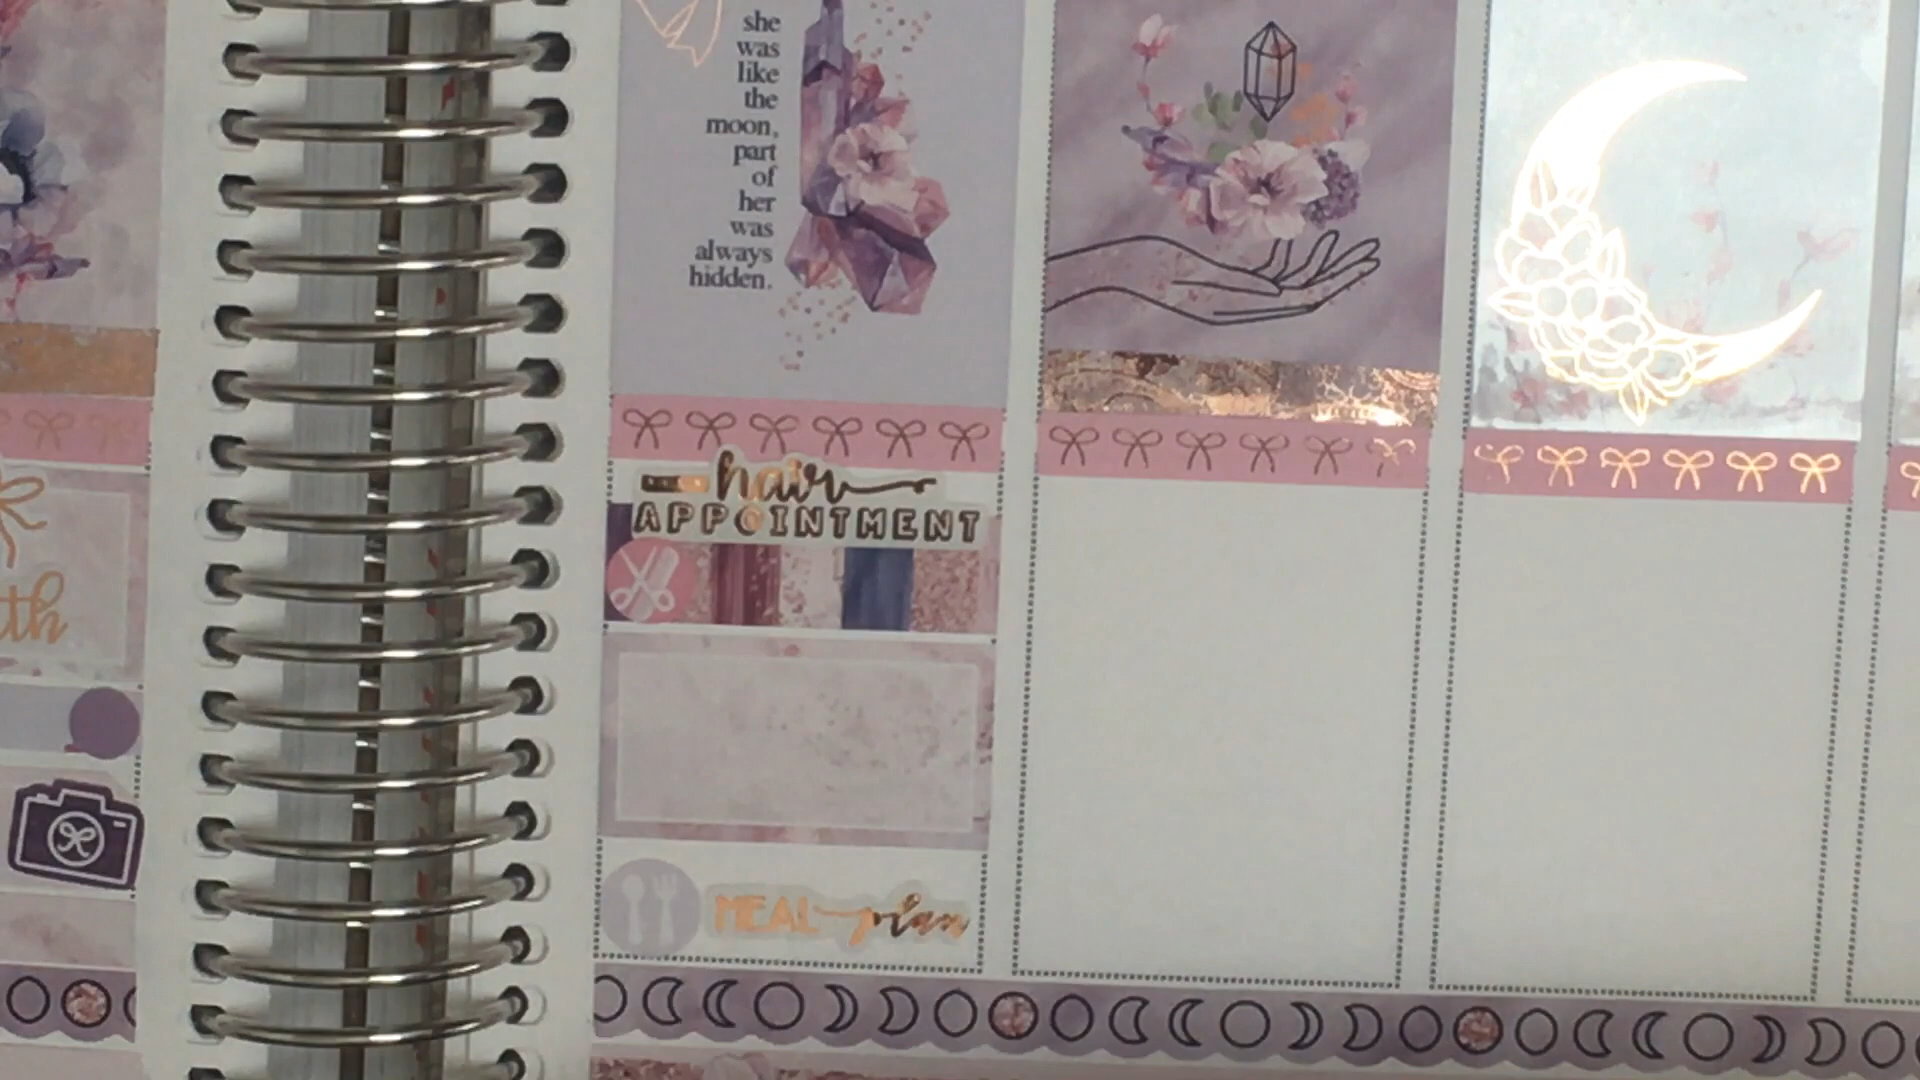 she
was
like
the
moon,
part
of
her
was
always
hidden.
hair
APPOINTMENT
MEAL plan